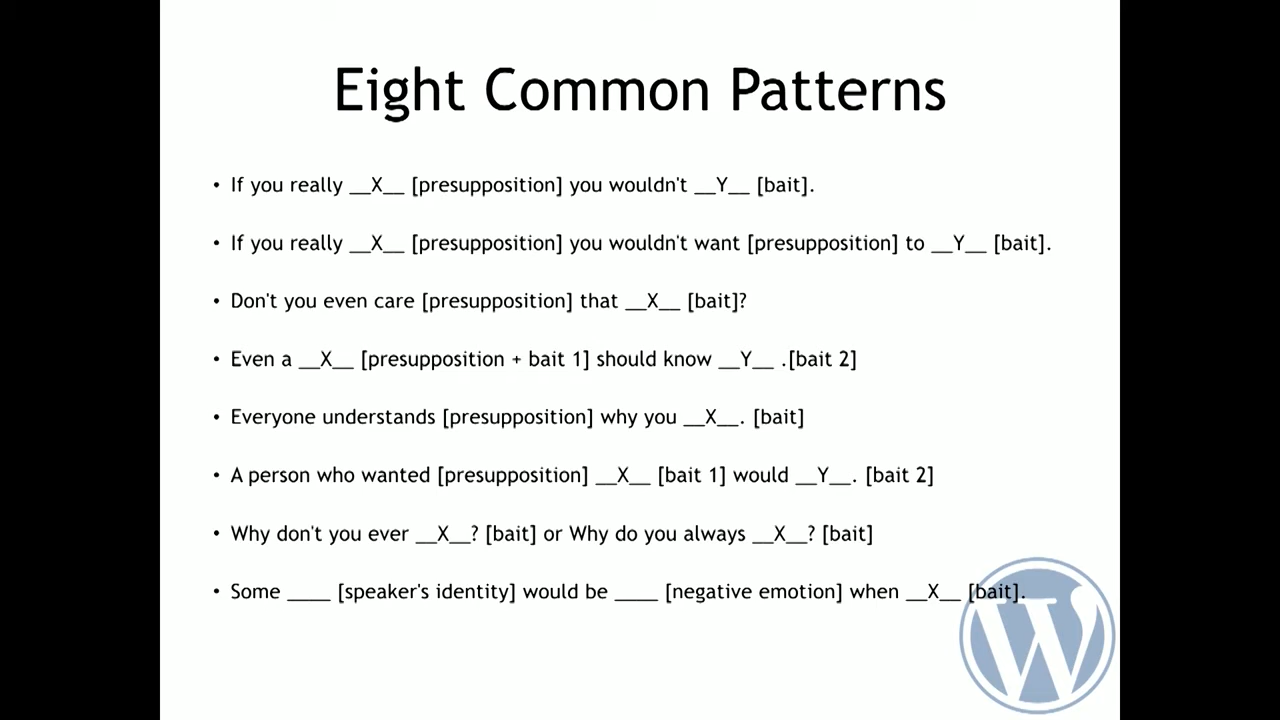 Eight Common Patterns
• If you really __X__ [presupposition] you wouldn't __Y__ [bait].
• If you really __X__ [presupposition] you wouldn't want [presupposition] to __Y__ [bait].
• Don't you even care [presupposition] that __X__ [bait]?
• Even a __X__ [presupposition + bait 1] should know __Y__ .[bait 2]
• Everyone understands [presupposition] why you __X__. [bait]
• A person who wanted [presupposition] __X__ [bait 1] would __Y__. [bait 2]
• Why don't you ever __X__? [bait] or Why do you always __X__? [bait]
• Some ____ [speaker's identity] would be ____ [negative emotion] when __X__ [bait].
W